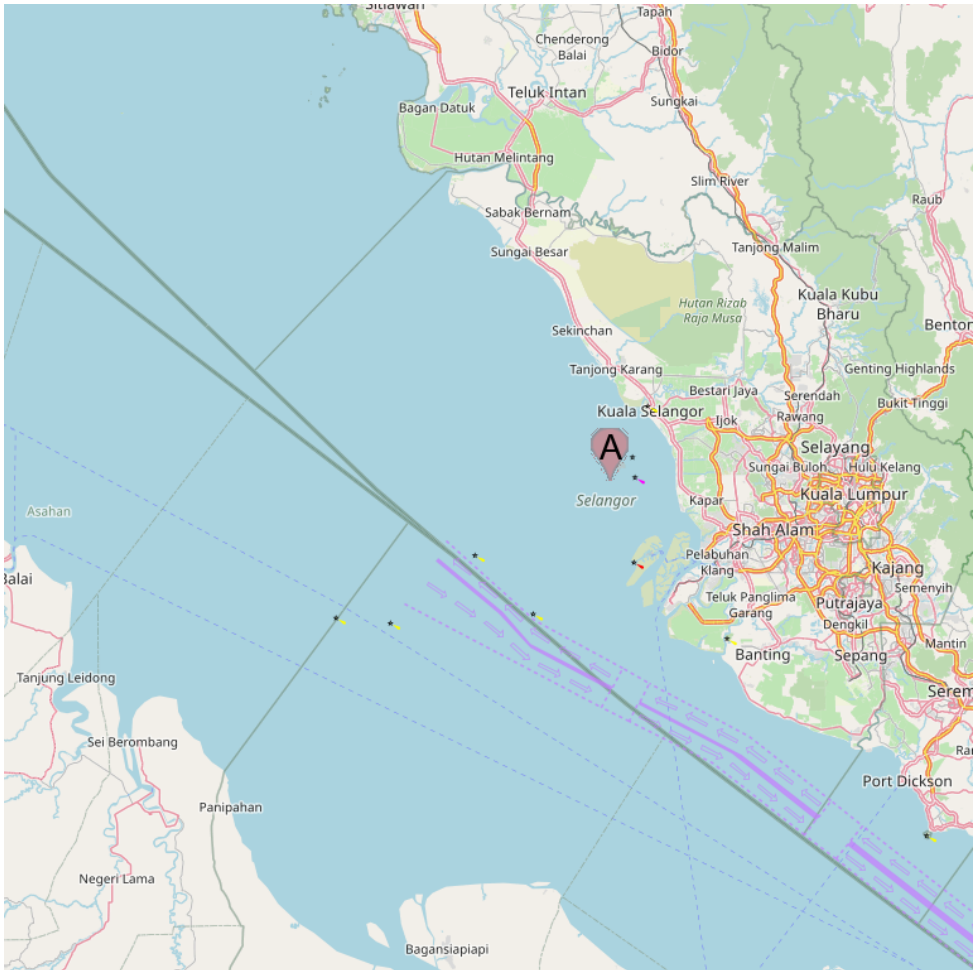 Sitiawan
Tapah
Chenderong
Balai
Bidor
Teluk Intan
Bagan Datuk
Sungkai
Hutan Melintang
Slim River
Raub
Sabak Bernam
Sungai Besar
Tanjong Malim
Kuala Kubu
Bharu
Hutan Rizab
Raja Musa
Sekinchan
Benton
Tanjong Karang
Genting Highlands
Bestari Jaya
Serendah
Bukit Tinggi
Kuala Selangor
Ijok
Rawang
A
Selayang
Sungai Buloh
Hulu Kelang
Selangor
Kapar
Kuala Lumpur
Asahan
Shah Alam
Pelabuhan
Klang
Kajang
Balai
Semenyih
Teluk Panglima
Garang
Putrajaya
Dengkil
Mantin
Banting
Sepang
Tanjung Leidong
Serem
Sei Berombang
Ra
Port Dickson
Panipahan
Negeri Lama
Bagansiapiapi